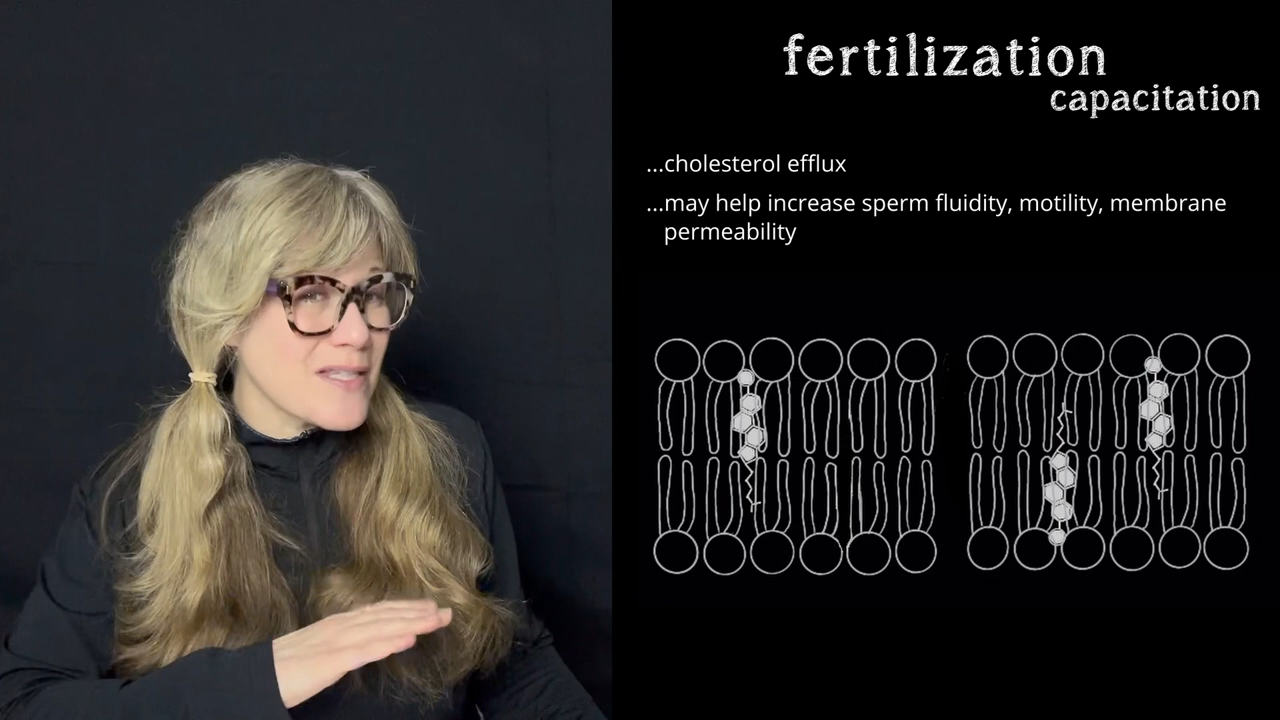 fertilization
capacitation
...cholesterol efflux
...may help increase sperm fluidity, motility, membrane
permeability